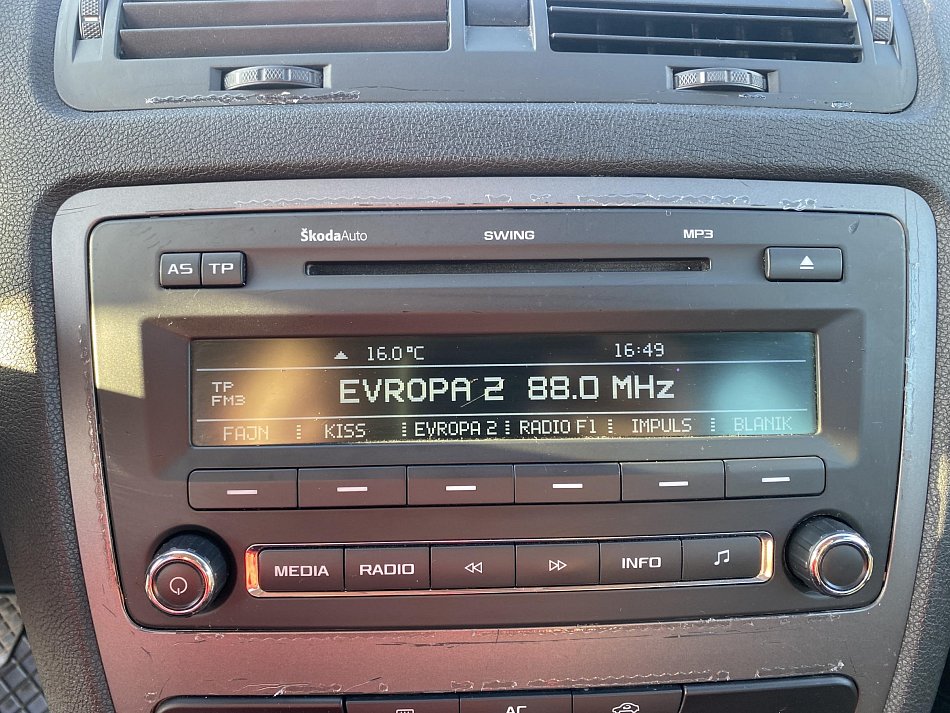 ŠkodaAuto SWING MP3
AS TP
16.0°C 16:49
TP
FM3
EVROPA 2 88.0 MHz
FAJN KISS EVROPA 2 RADIO F1 IMPULS BLANIK
MEDIA RADIO INFO
AC